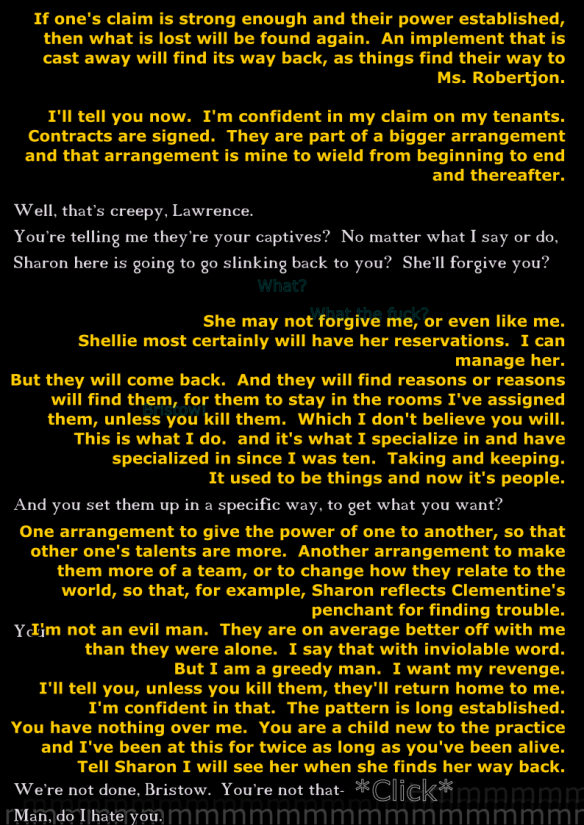 If one's claim is strong enough and their power established,
then what is lost will be found again. An implement that is
cast away will find its way back, as things find their way to
Ms. Robertjon.
I'll tell you now. I'm confident in my claim on my tenants.
Contracts are signed. They are part of a bigger arrangement
and that arrangement is mine to wield from beginning to end
and thereafter.
Well, that's creepy, Lawrence.
You're telling me they're your captives? No matter what I say or do,
Sharon here is going to go slinking back to you? She'll forgive you?
What?
What the fuck?
She may not forgive me, or even like me.
Shellie most certainly will have her reservations. I can
manage her.
But they will come back. And they will find reasons or reasons
will find them, for them to stay in the rooms I've assigned
Bristow!
them, unless you kill them. Which I don't believe you will.
This is what I do. and it's what I specialize in and have
specialized in since I was ten. Taking and keeping.
It used to be things and now it's people.
And you set them up in a specific way, to get what you want?
One arrangement to give the power of one to another, so that
other one's talents are more. Another arrangement to make
them more of a team, or to change how they relate to the
world, so that, for example, Sharon reflects Clementine's
penchant for finding trouble.
You
I'm not an evil man. They are on average better off with me
than they were alone. I say that with inviolable word.
But I am a greedy man. I want my revenge.
I'll tell you, unless you kill them, they'll return home to me.
I'm confident in that. The pattern is long established.
You have nothing over me. You are a child new to the practice
and I've been at this for twice as long as you've been alive.
Tell Sharon I will see her when she finds her way back.
We're not done, Bristow. You're not that-
*Click*
Man, do I hate you.